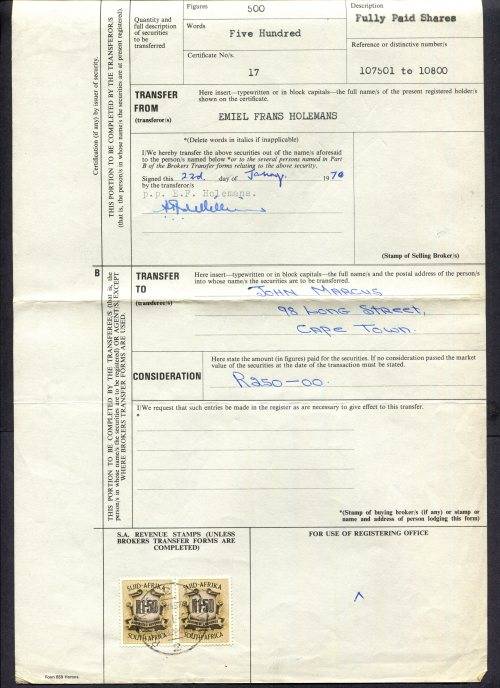 Figures
500
Description
Fully Paid Shares
Quantity and
full description
of securities
to be
transferred
Words
Five Hundred
Reference or distinctive number/s
Certificate No/s.
17
107501 to 10800
Certification (if any) by issuer of security.
THIS PORTION TO BE COMPLETED BY THE TRANSFEROR/S
(that is, the person/s in whose name/s the securities are at present registered).
TRANSFER
FROM
(transferor/s)
Here insert—typewritten or in block capitals—the full name/s of the present registered holder/s
shown on the certificate.
EMIEL FRANS HOLEMANS
*(Delete words in italics if inapplicable)
I/We hereby transfer the above securities out of the name/s aforesaid
to the person/s named below *or to the several persons named in Part
B of the Brokers Transfer forms relating to the above security.
Signed this 22d. day of January. 1970
by the transferor/s
p.p. E.F. Holemans.
(Stamp of Selling Broker/s)
B
THIS PORTION TO BE COMPLETED BY THE TRANSFEREE/S (that is, the
person/s in whose name/s the securities are to be registered) OR AGENT(S) EXCEPT
WHERE BROKERS TRANSFER FORMS ARE USED.
TRANSFER
TO
(transferee/s)
Here insert—typewritten or in block capitals—the full name/s and the postal address of the person/s
into whose name/s the securities are to be transferred.
JOHN MARCUS
98 LONG STREET,
CAPE TOWN.
CONSIDERATION
Here state the amount (in figures) paid for the securities. If no consideration passed the market
value of the securities at the date of the transaction must be stated.
R250—00.
I/We request that such entries be made in the register as are necessary to give effect to this transfer.
*
*(Stamp of buying broker/s (if any) or stamp or
name and address of person lodging this form)
S.A. REVENUE STAMPS (UNLESS
BROKERS TRANSFER FORMS ARE
COMPLETED)
FOR USE OF REGISTERING OFFICE
SUID-AFRIKA SUID-AFRIKA
R1·50 R1·50
SOUTH AFRICA SOUTH AFRICA